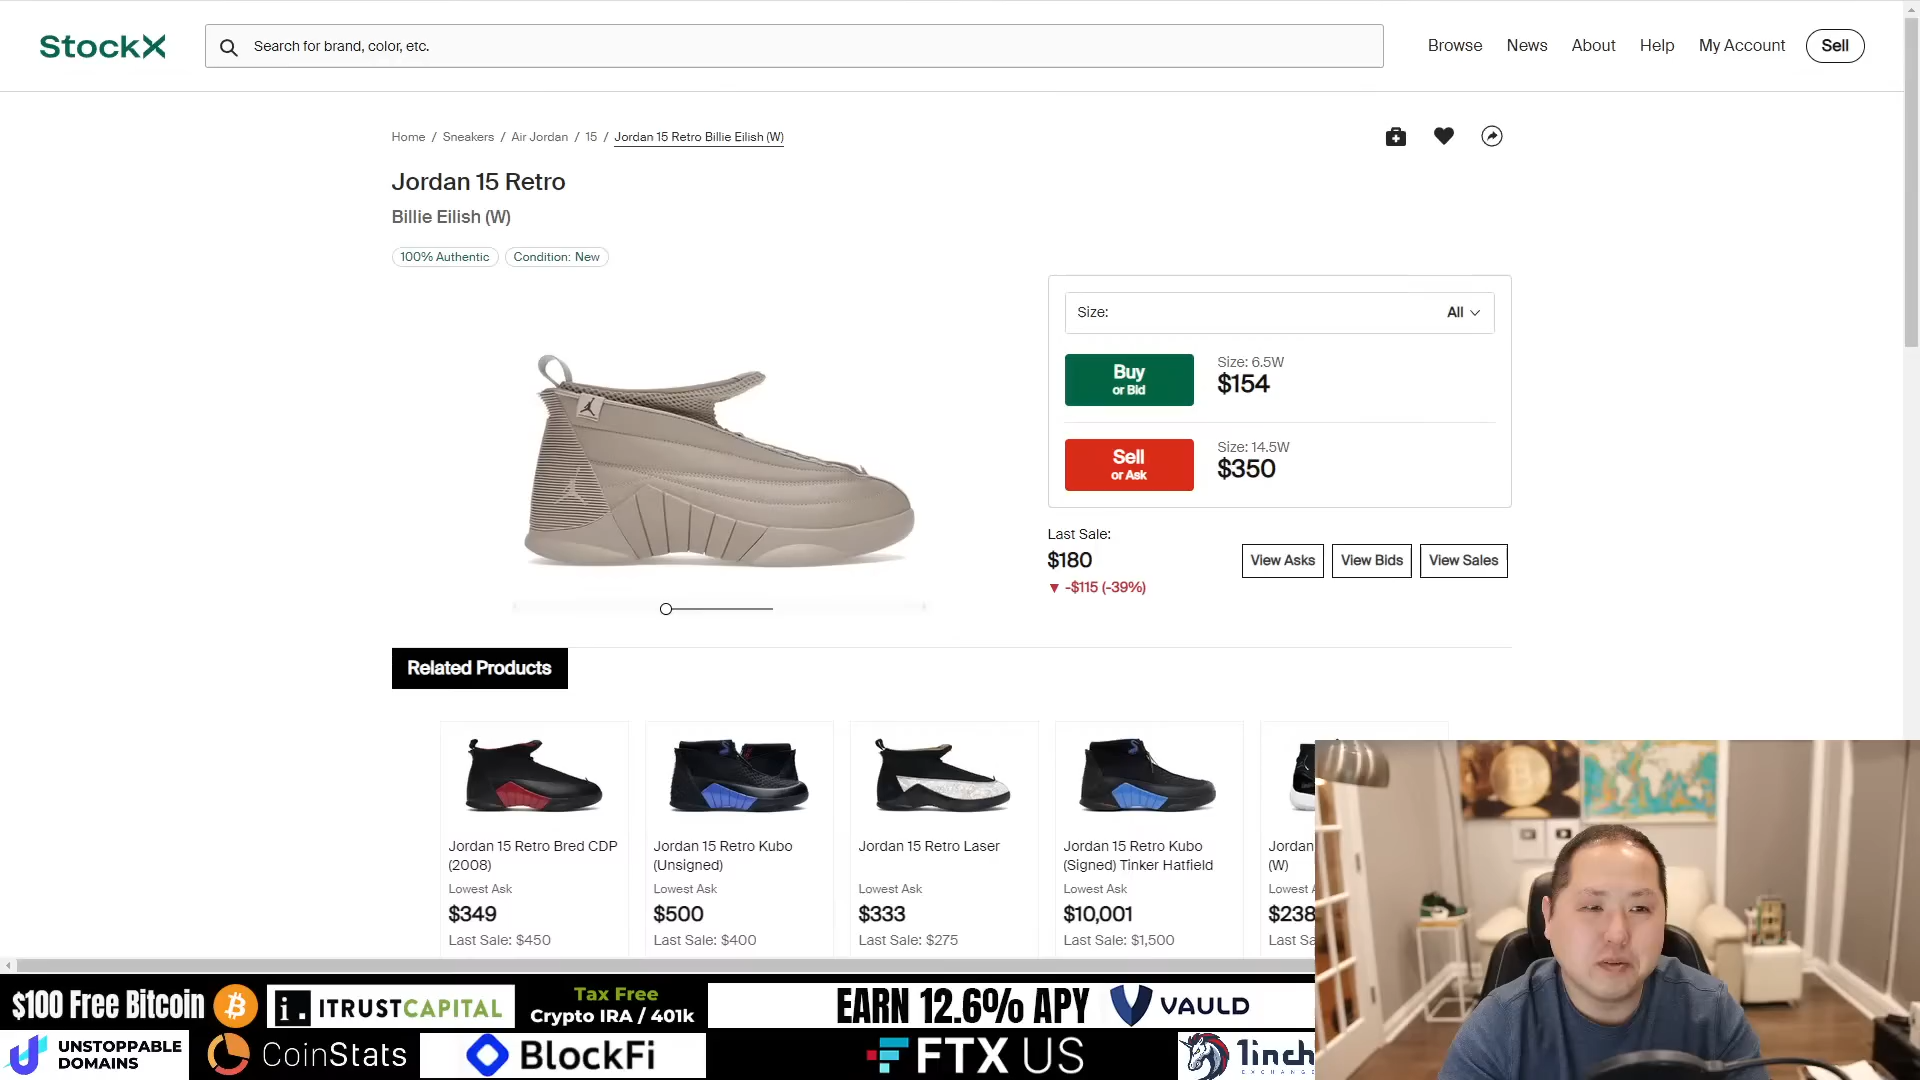 StockX
Search for brand, color, etc.
Browse
News
About
Help
My Account
Sell
Home / Sneakers / Air Jordan / 15 / Jordan 15 Retro Billie Eilish (W)
Jordan 15 Retro
Billie Eilish (W)
100% Authentic
Condition: New
Size:
All
Buy
or Bid
Size: 6.5W
$154
Sell
or Ask
Size: 14.5W
$350
Last Sale:
$180
▼ -$115 (-39%)
View Asks
View Bids
View Sales
Related Products
Jordan 15 Retro Bred CDP
(2008)
Lowest Ask
$349
Last Sale: $450
Jordan 15 Retro Kubo
(Unsigned)
Lowest Ask
$500
Last Sale: $400
Jordan 15 Retro Laser
Lowest Ask
$333
Last Sale: $275
Jordan 15 Retro Kubo
(Signed) Tinker Hatfield
Lowest Ask
$10,001
Last Sale: $1,500
Jordan
(W)
Lowest A
$238
Last Sa
$100 Free Bitcoin
i. ITRUSTCAPITAL
Tax Free
Crypto IRA / 401k
EARN 12.6% APY
VAULD
UNSTOPPABLE
DOMAINS
CoinStats
BlockFi
FTX US
1inch
EXCHANGE